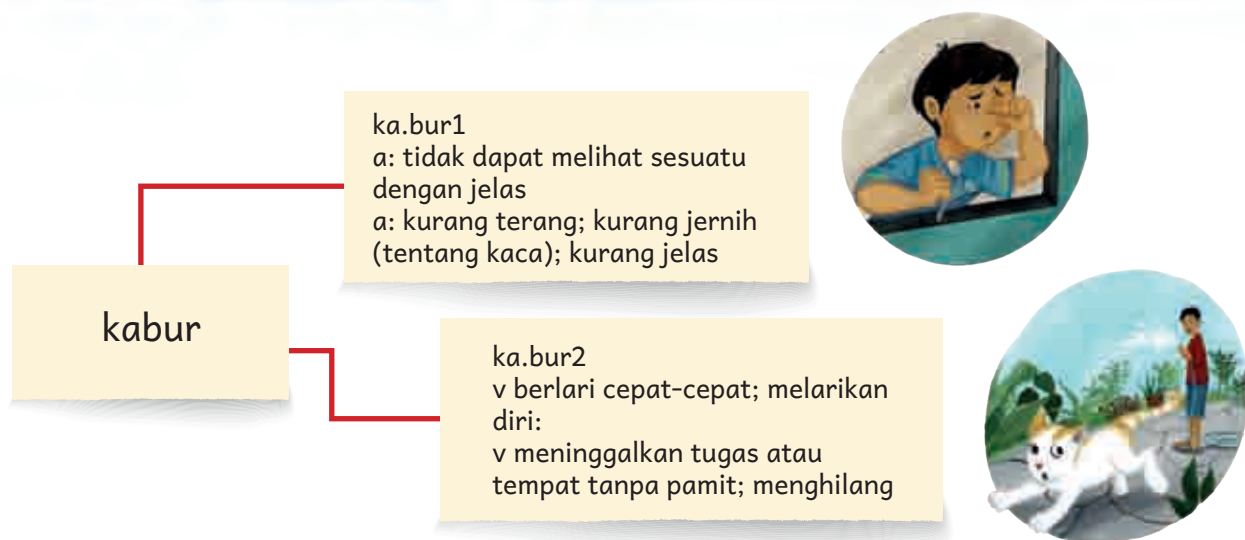 kabur
ka.bur1
a: tidak dapat melihat sesuatu
dengan jelas
a: kurang terang; kurang jernih
(tentang kaca); kurang jelas
ka.bur2
v berlari cepat-cepat; melarikan
diri:
v meninggalkan tugas atau
tempat tanpa pamit; menghilang